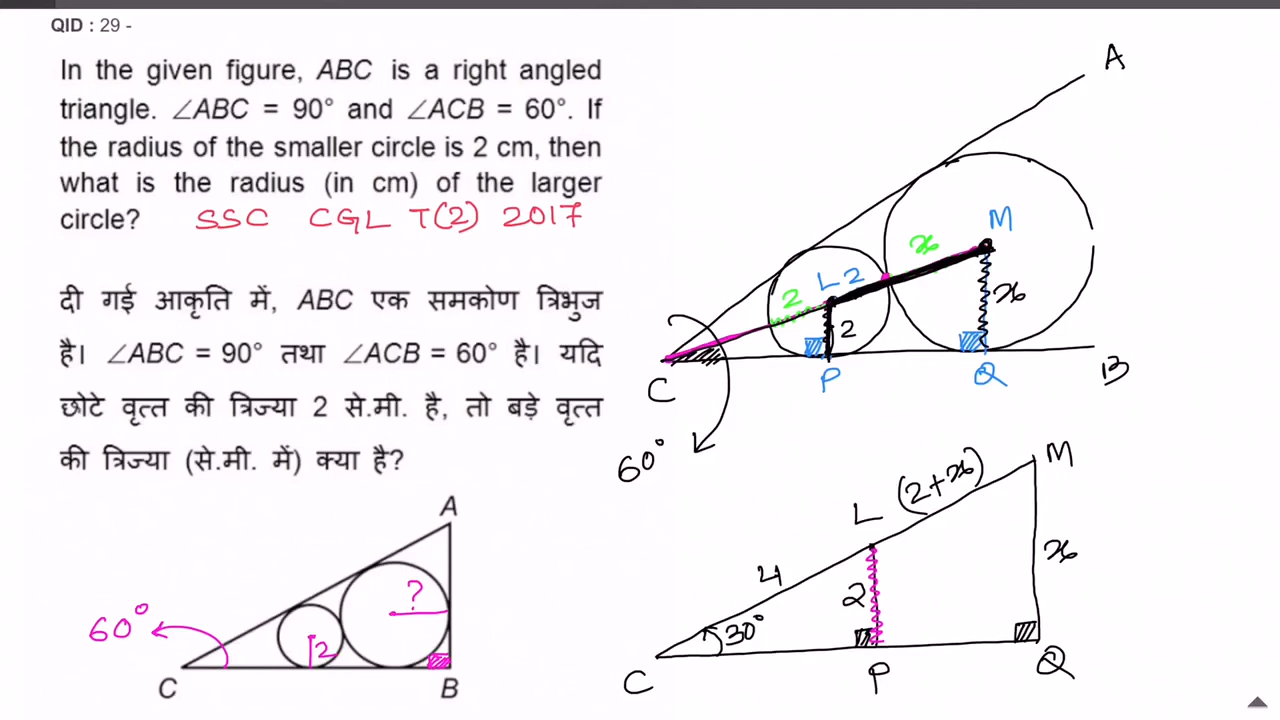 QID : 29 -
In the given figure, ABC is a right angled
triangle. ∠ABC = 90° and ∠ACB = 60°. If
the radius of the smaller circle is 2 cm, then
what is the radius (in cm) of the larger
circle? SSC CGL T(2) 2017
दी गई आकृति में, ABC एक समकोण त्रिभुज
है। ∠ABC = 90° तथा ∠ACB = 60° है। यदि
छोटे वृत्त की त्रिज्या 2 से.मी. है, तो बड़े वृत्त
की त्रिज्या (से.मी. में) क्या है?
A
?
60°
2
C
B
A
M
x
L 2
2
x
2
C
P
Q
B
60°
M
(2+x)
L
4
x
2
30°
C
P
Q